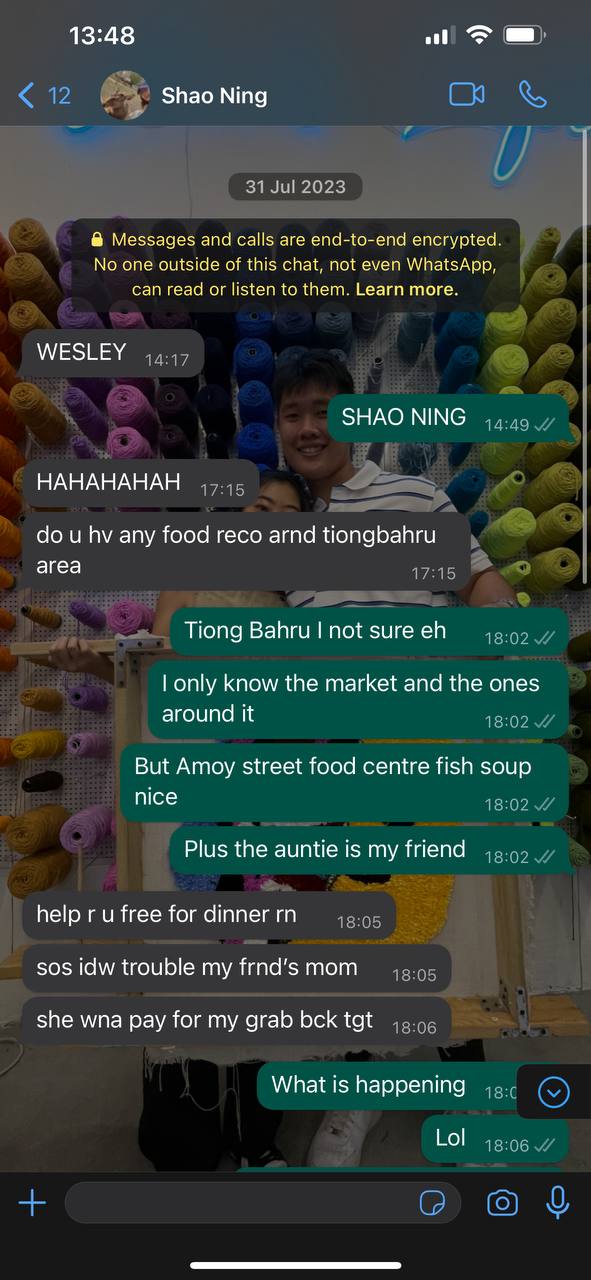 13:48
12
Shao Ning
31 Jul 2023
Messages and calls are end-to-end encrypted.
No one outside of this chat, not even WhatsApp,
can read or listen to them. Learn more.
WESLEY 14:17
SHAO NING 14:49
HAHAHAHAH 17:15
do u hv any food reco arnd tiongbahru
area
17:15
Tiong Bahru I not sure eh 18:02
I only know the market and the ones
around it 18:02
But Amoy street food centre fish soup
nice 18:02
Plus the auntie is my friend 18:02
help r u free for dinner rn 18:05
sos idw trouble my frnd’s mom 18:05
she wna pay for my grab bck tgt 18:06
What is happening
Lol 18:06